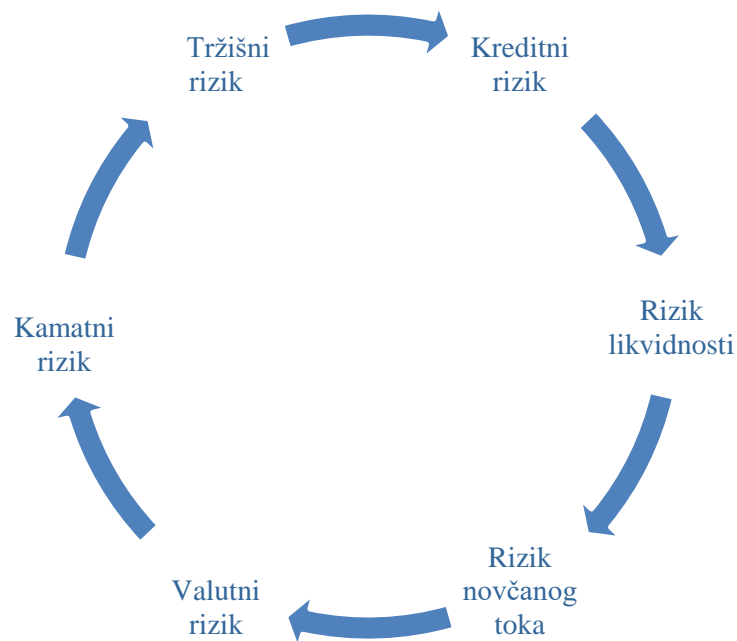 Tržišni
rizik
Kreditni
rizik
Rizik
likvidnosti
Rizik
novčanog
toka
Valutni
rizik
Kamatni
rizik